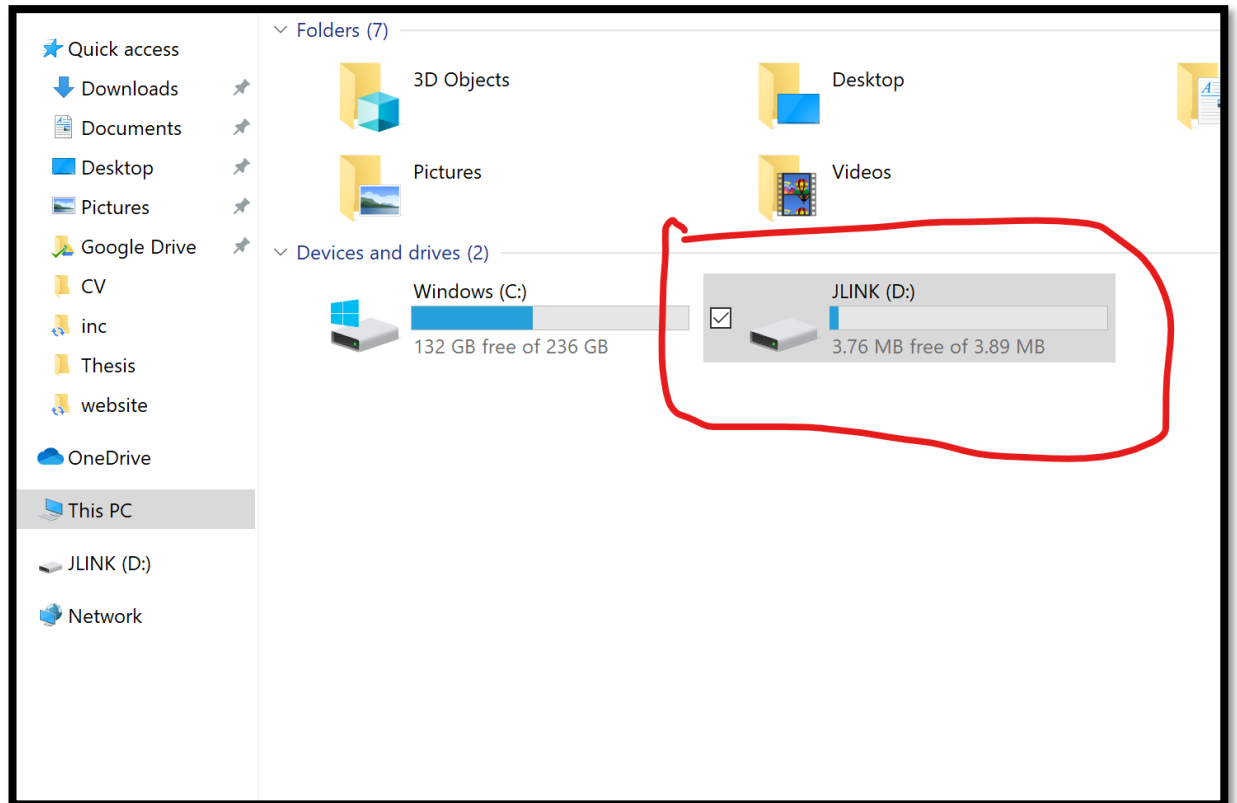 Quick access
Downloads
Documents
Desktop
Pictures
Google Drive
CV
inc
Thesis
website
OneDrive
This PC
JLINK (D:)
Network
Folders (7)
3D Objects
Desktop
Pictures
Videos
Devices and drives (2)
Windows (C:)
132 GB free of 236 GB
JLINK (D:)
3.76 MB free of 3.89 MB